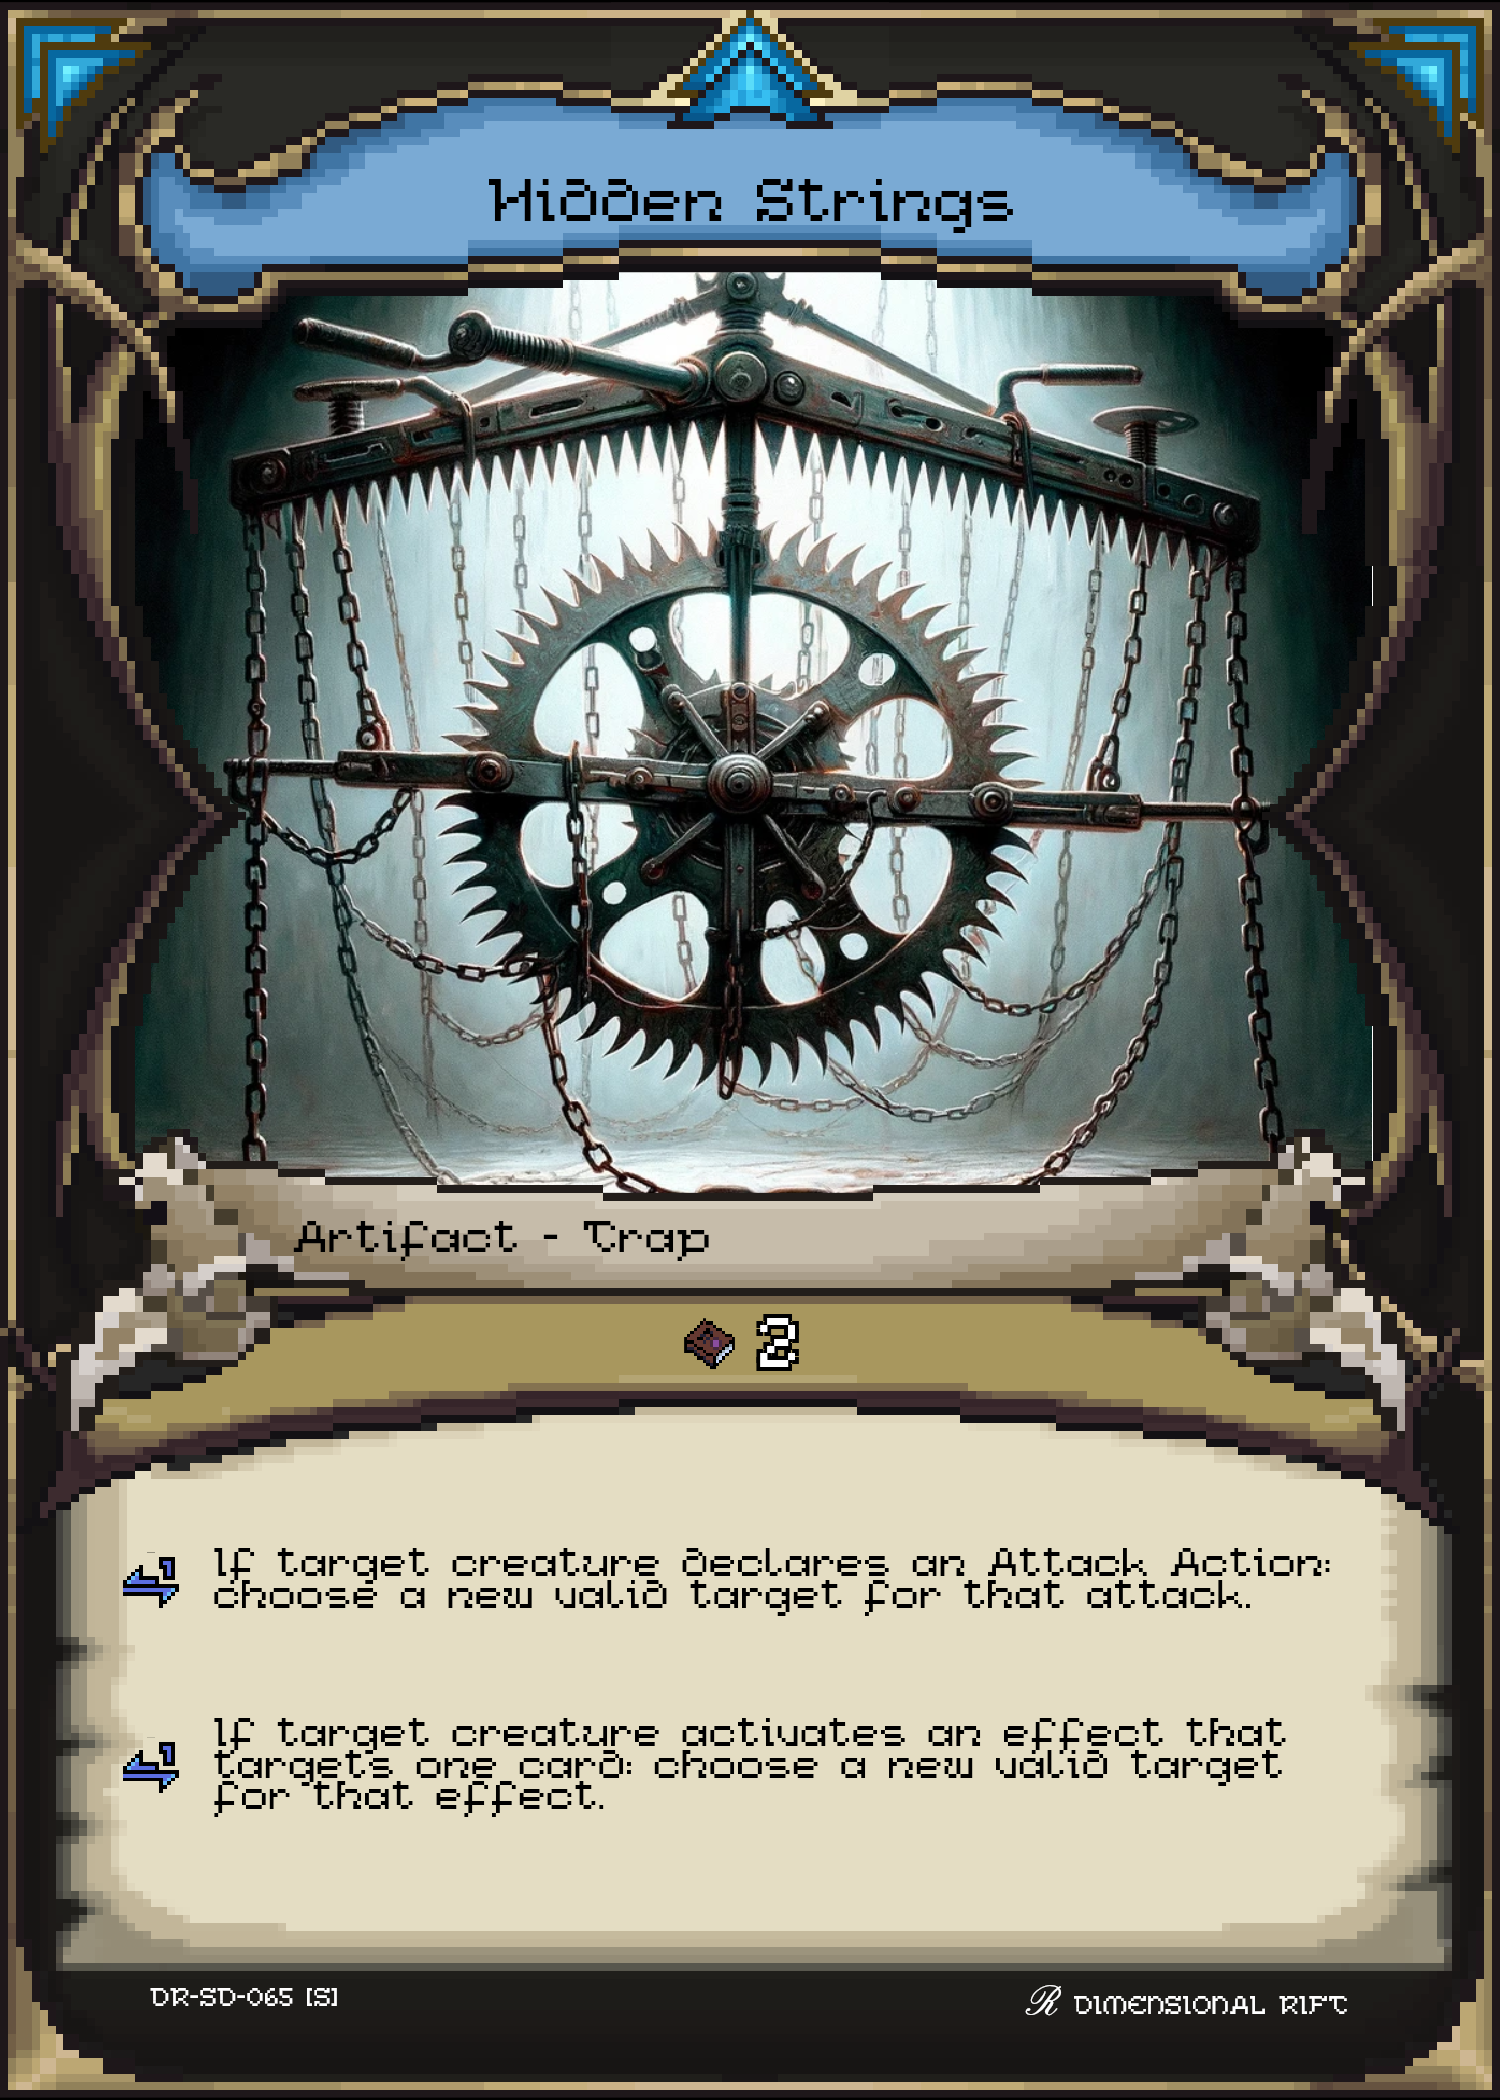 Hidden Strings
Artifact - Trap
2
If target creature declares an Attack Action:
choose a new valid target for that attack.
If target creature activates an effect that
targets one card: choose a new valid target
for that effect.
DR-SD-065 [S]
R DIMENSIONAL RIFT